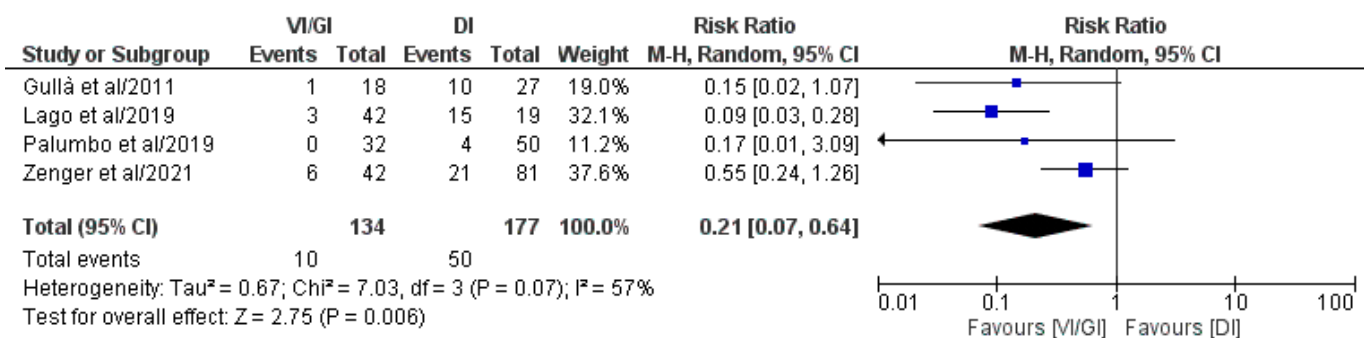 VI/GI DI Risk Ratio Risk Ratio
Study or Subgroup Events Total Events Total Weight M-H, Random, 95% CI M-H, Random, 95% CI
Gullà et al/2011 1 18 10 27 19.0% 0.15 [0.02, 1.07]
Lago et al/2019 3 42 15 19 32.1% 0.09 [0.03, 0.28]
Palumbo et al/2019 0 32 4 50 11.2% 0.17 [0.01, 3.09]
Zenger et al/2021 6 42 21 81 37.6% 0.55 [0.24, 1.26]
Total (95% CI) 134 177 100.0% 0.21 [0.07, 0.64]
Total events 10 50
Heterogeneity: Tau² = 0.67; Chi² = 7.03, df = 3 (P = 0.07); I² = 57%
Test for overall effect: Z = 2.75 (P = 0.006)
0.01 0.1 1 10 100
Favours [VI/GI] Favours [DI]